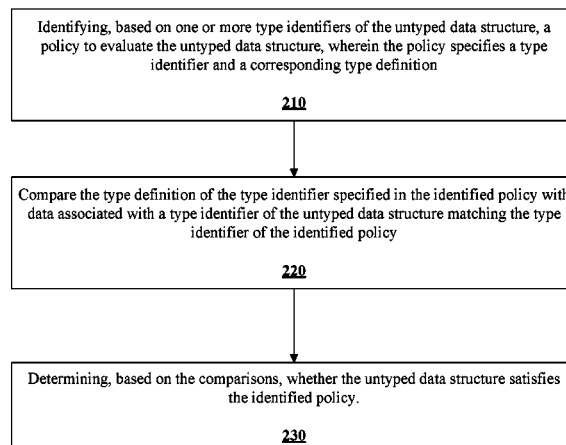 Identifying, based on one or more type identifiers of the untyped data structure, a
policy to evaluate the untyped data structure, wherein the policy specifies a type
identifier and a corresponding type definition
210
Compare the type definition of the type identifier specified in the identified policy with
data associated with a type identifier of the untyped data structure matching the type
identifier of the identified policy
220
Determining, based on the comparisons, whether the untyped data structure satisfies
the identified policy.
230